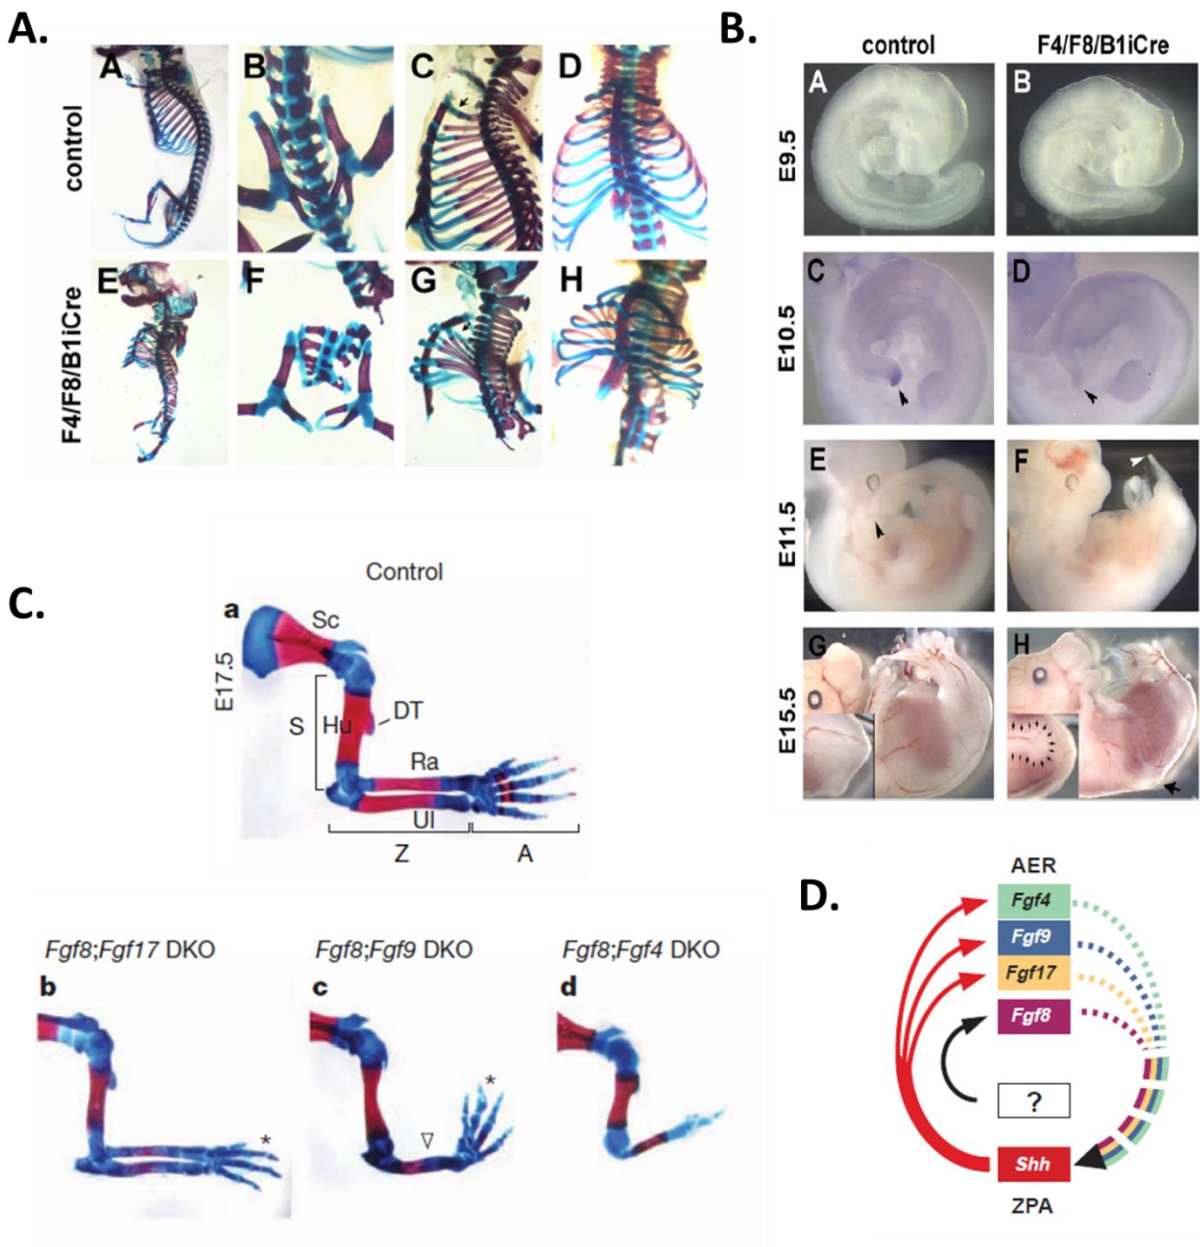 A.
control
A
B
C
D
F4/F8/B1iCre
E
F
G
H
B.
control
F4/F8/B1iCre
E9.5
A
B
E10.5
C
D
E11.5
E
F
E15.5
G
H
C.
Control
a
E17.5
Sc
S
Hu
DT
Ra
Ul
Z
A
Fgf8;Fgf17 DKO
Fgf8;Fgf9 DKO
Fgf8;Fgf4 DKO
b
*
c
*
d
D.
AER
Fgf4
Fgf9
Fgf17
Fgf8
?
Shh
ZPA